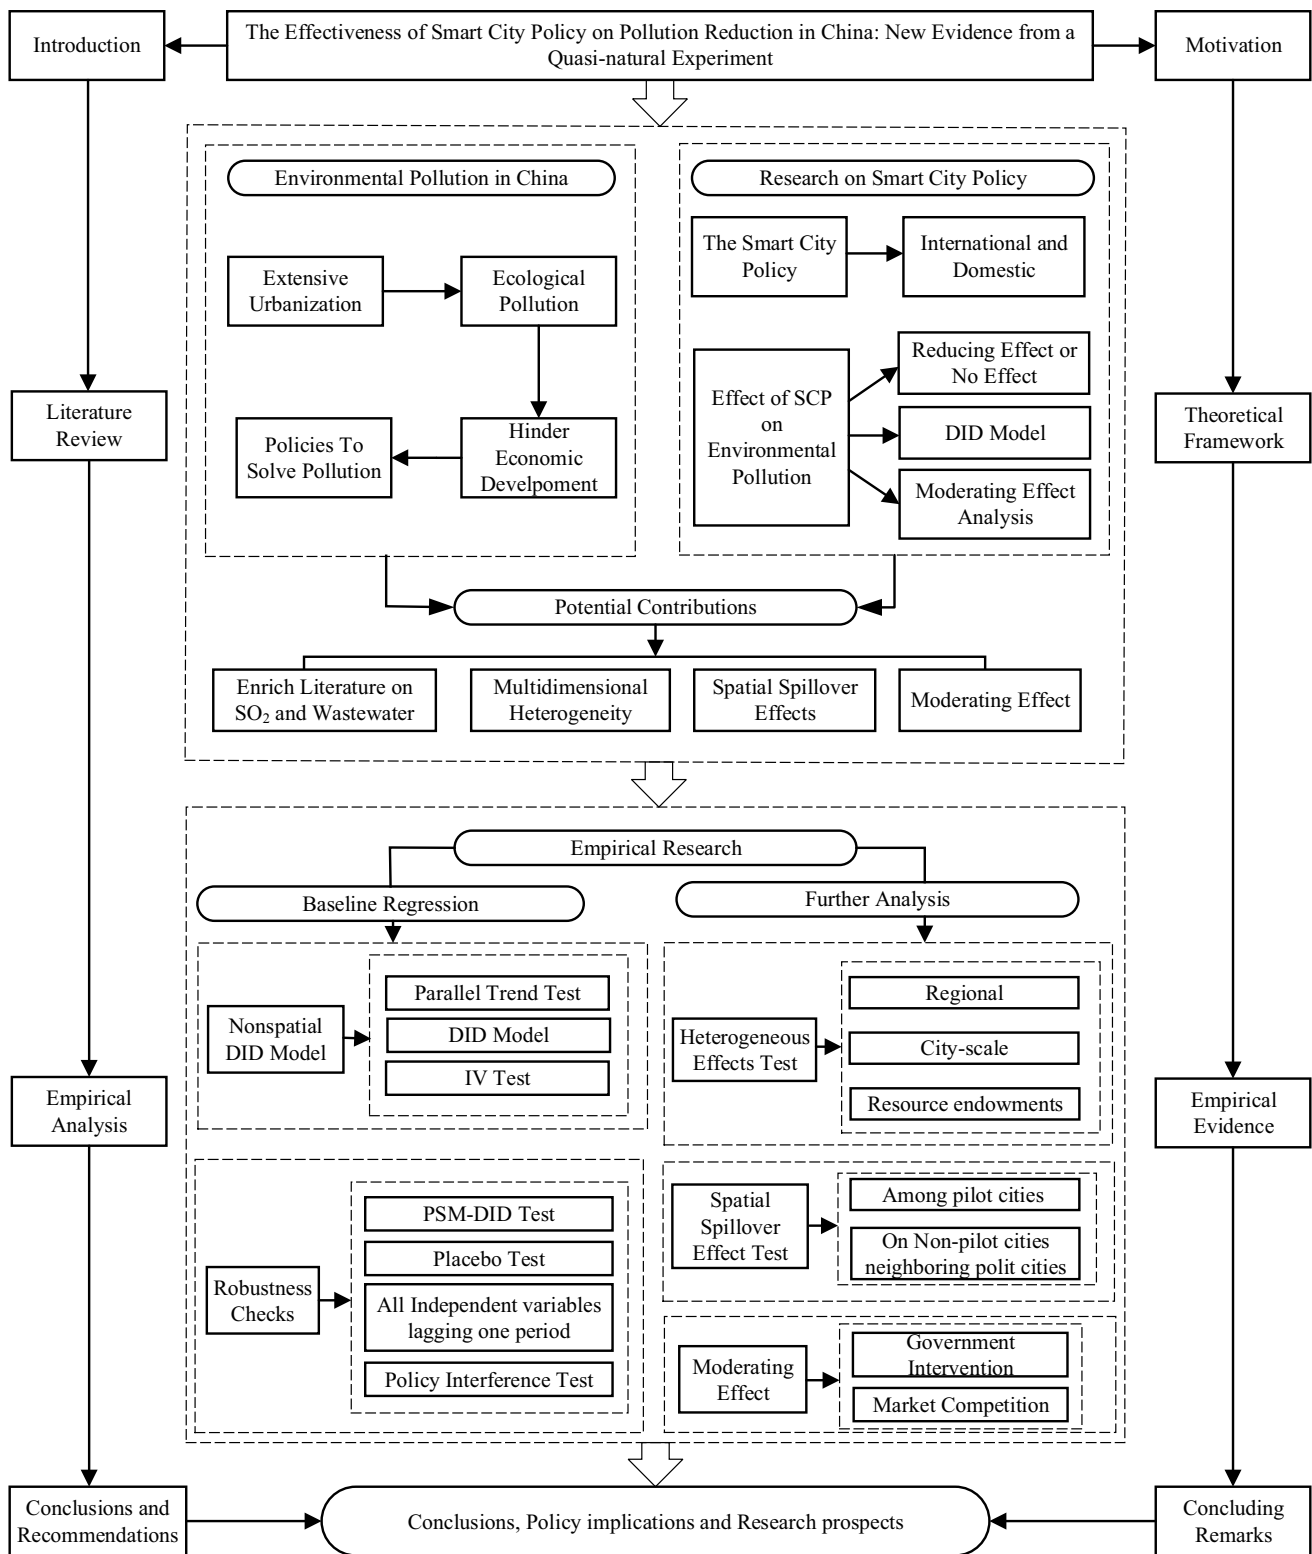 Introduction
The Effectiveness of Smart City Policy on Pollution Reduction in China: New Evidence from a
Quasi-natural Experiment
Motivation
Environmental Pollution in China
Research on Smart City Policy
Extensive
Urbanization
Ecological
Pollution
Policies To
Solve Pollution
Hinder
Economic
Develpoment
The Smart City
Policy
International and
Domestic
Effect of SCP
on
Environmental
Pollution
Reducing Effect or
No Effect
DID Model
Moderating Effect
Analysis
Literature
Review
Theoretical
Framework
Potential Contributions
Enrich Literature on
SO₂ and Wastewater
Multidimensional
Heterogeneity
Spatial Spillover
Effects
Moderating Effect
Empirical Research
Baseline Regression
Further Analysis
Nonspatial
DID Model
Parallel Trend Test
DID Model
IV Test
Heterogeneous
Effects Test
Regional
City-scale
Resource endowments
Empirical
Analysis
Empirical
Evidence
Robustness
Checks
PSM-DID Test
Placebo Test
All Independent variables
lagging one period
Policy Interference Test
Spatial
Spillover
Effect Test
Among pilot cities
On Non-pilot cities
neighboring polit cities
Moderating
Effect
Government
Intervention
Market Competition
Conclusions and
Recommendations
Conclusions, Policy implications and Research prospects
Concluding
Remarks